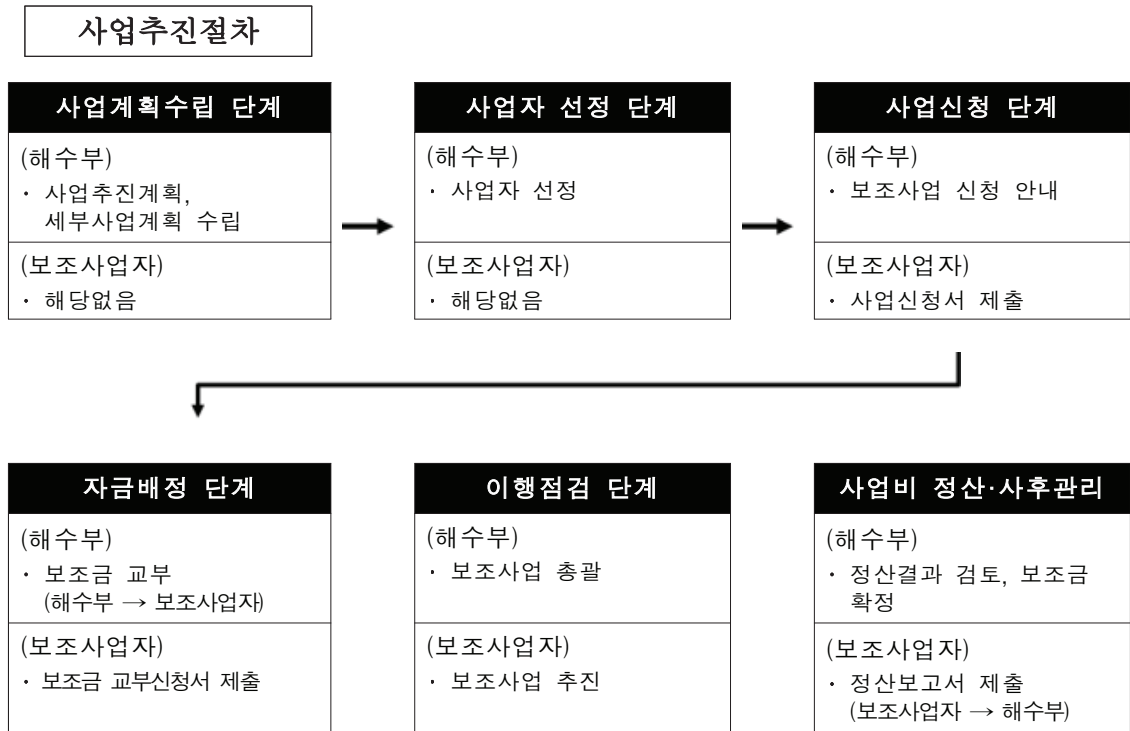 사업추진절차
사업계획수립 단계
(해수부)
· 사업추진계획,
세부사업계획 수립
(보조사업자)
· 해당없음
사업자 선정 단계
(해수부)
· 사업자 선정
(보조사업자)
· 해당없음
사업신청 단계
(해수부)
· 보조사업 신청 안내
(보조사업자)
· 사업신청서 제출
자금배정 단계
(해수부)
· 보조금 교부
(해수부 → 보조사업자)
(보조사업자)
· 보조금 교부신청서 제출
이행점검 단계
(해수부)
· 보조사업 총괄
(보조사업자)
· 보조사업 추진
사업비 정산·사후관리
(해수부)
· 정산결과 검토, 보조금
확정
(보조사업자)
· 정산보고서 제출
(보조사업자 → 해수부)